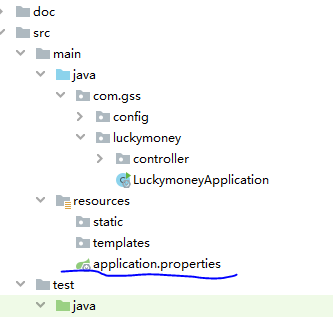 doc
src
main
java
com.gss
config
luckymoney
controller
LuckymoneyApplication
resources
static
templates
application.properties
test
java